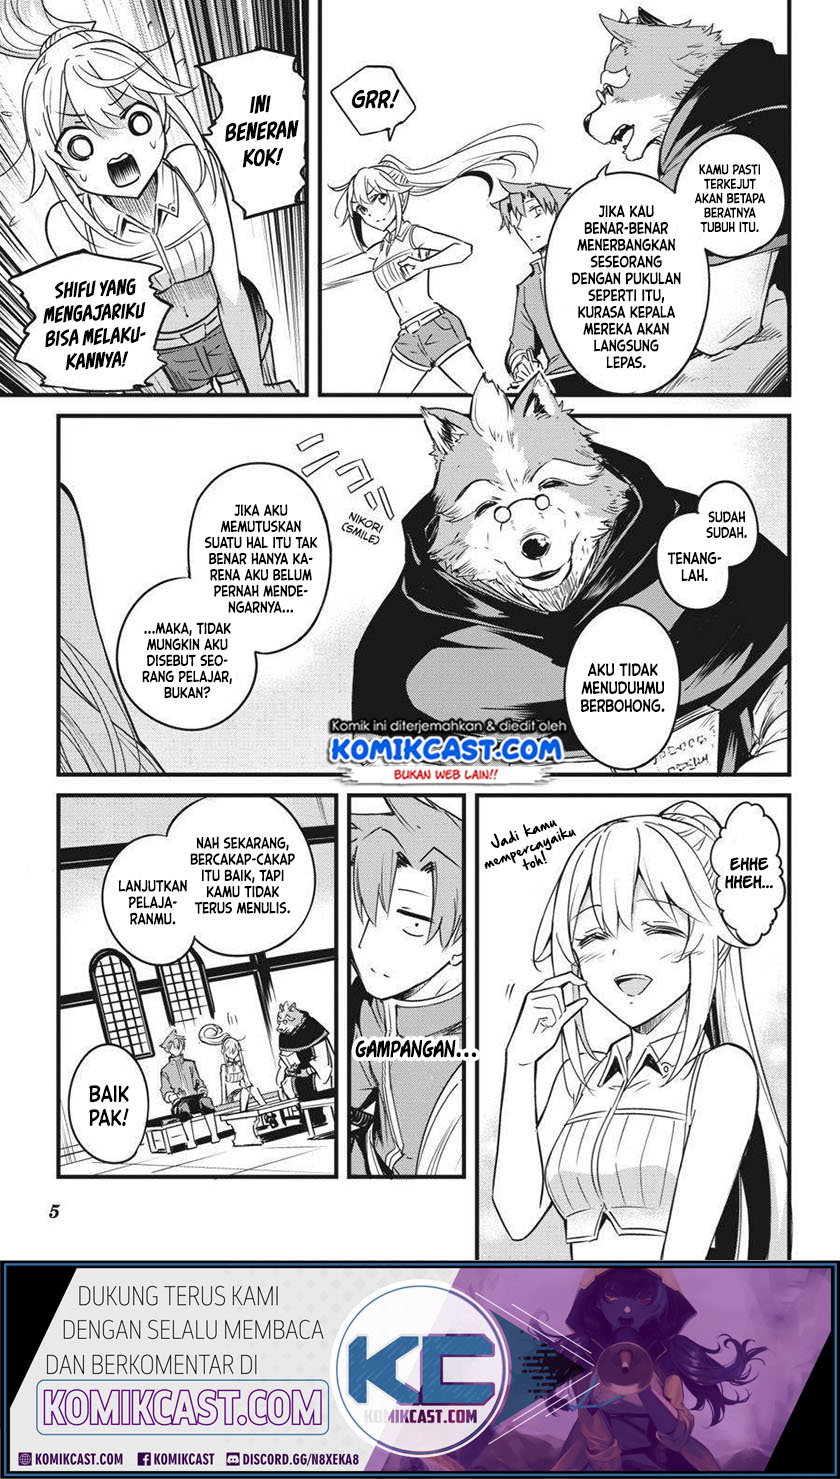 KAMU PASTI
TERKEJUT
AKAN BETAPA
BERATNYA
TUBUH ITU.
JIKA KAU
BENAR-BENAR
MENERBANGKAN
SESEORANG
DENGAN PUKULAN
SEPERTI ITU,
KURASA KEPALA
MEREKA AKAN
LANGSUNG
LEPAS.
GRR!
INI
BENERAN
KOK!
SHIFU YANG
MENGAJARIKU
BISA MELAKU-
KANNYA!
SUDAH
SUDAH.
TENANG-
LAH.
AKU TIDAK
MENUDUHMU
BERBOHONG.
ニクッ
NIKORI
(SMILE)
JIKA AKU
MEMUTUSKAN
SUATU HAL ITU TAK
BENAR HANYA KA-
RENA AKU BELUM
PERNAH MENDE-
NGARNYA...
...MAKA, TIDAK
MUNGKIN AKU
DISEBUT SEO-
RANG PELAJAR,
BUKAN?
Komik ini diterjemahkan & diedit oleh
KOMIKCAST.COM
BUKAN WEB LAIN!!
EHHE
HHEH...
Jadi kamu
mempercayaiku
toh!
GAMPANGAN...
NAH SEKARANG,
BERCAKAP-CAKAP
ITU BAIK, TAPI
KAMU TIDAK
TERUS MENULIS.
LANJUTKAN
PELAJA-
RANMU.
BAIK
PAK!
5
DUKUNG TERUS KAMI
DENGAN SELALU MEMBACA
DAN BERKOMENTAR DI
KOMIKCAST.COM
KOMIKCAST.COM
KOMIKCAST
DISCORD.GG/N8XEKA8
KC
KOMIKCAST.COM